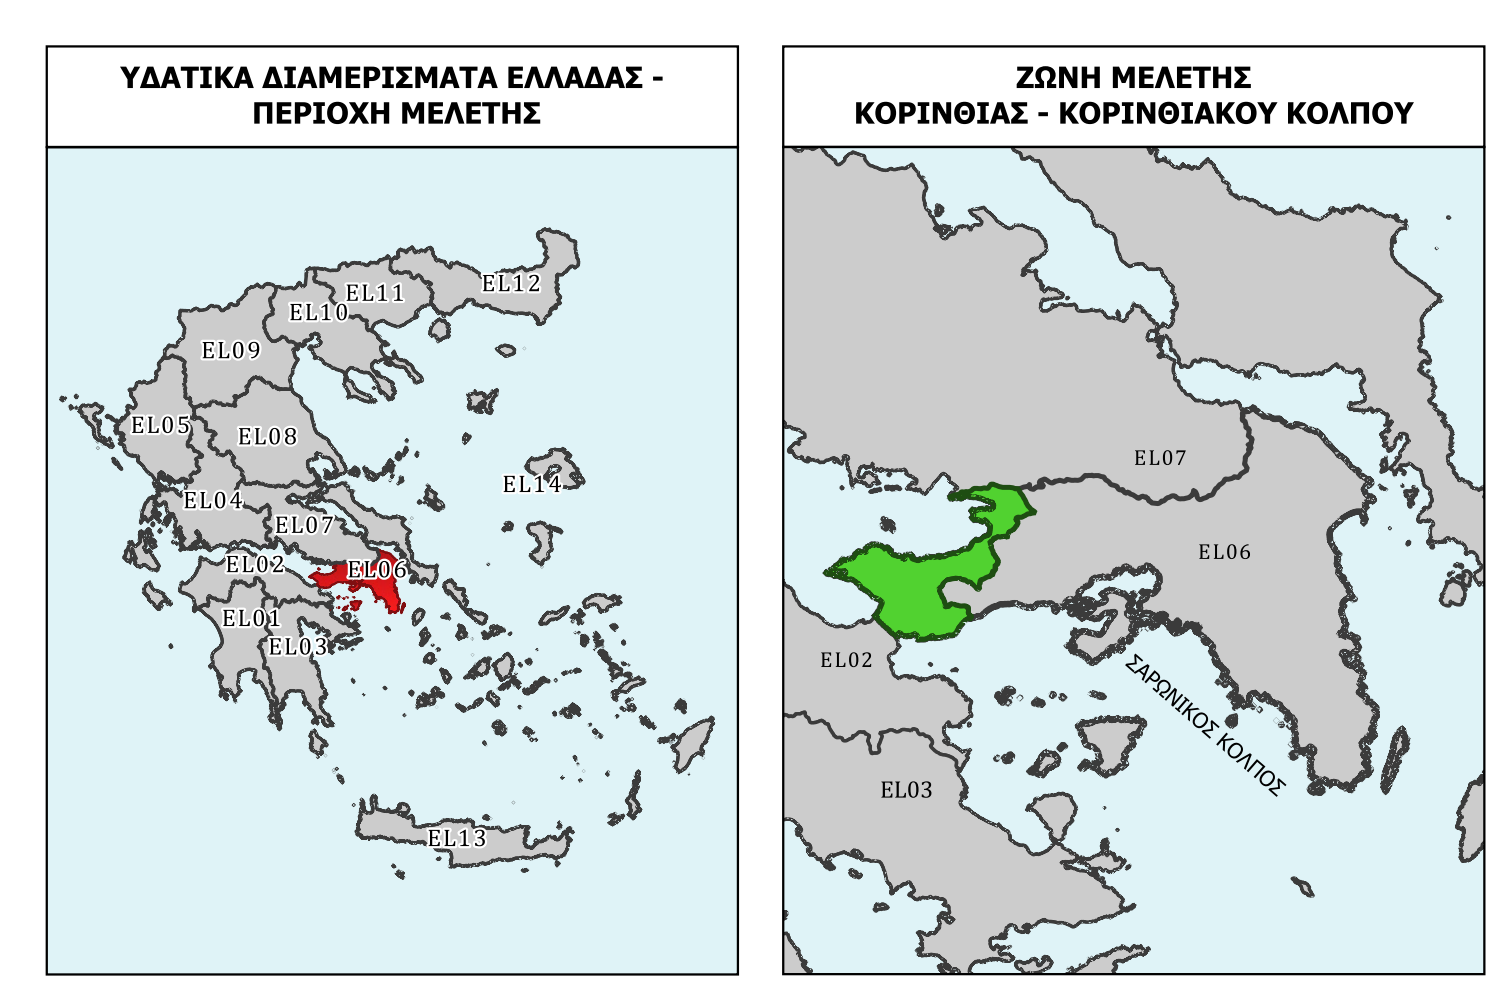 ΥΔΑΤΙΚΑ ΔΙΑΜΕΡΙΣΜΑΤΑ ΕΛΛΑΔΑΣ -
ΠΕΡΙΟΧΗ ΜΕΛΕΤΗΣ
EL12
EL11
EL10
EL09
EL05
EL08
EL14
EL04
EL07
EL02
EL06
EL01
EL03
EL13
ΖΩΝΗ ΜΕΛΕΤΗΣ
ΚΟΡΙΝΘΙΑΣ - ΚΟΡΙΝΘΙΑΚΟΥ ΚΟΛΠΟΥ
EL07
EL06
EL02
ΣΑΡΩΝΙΚΟΣ ΚΟΛΠΟΣ
EL03